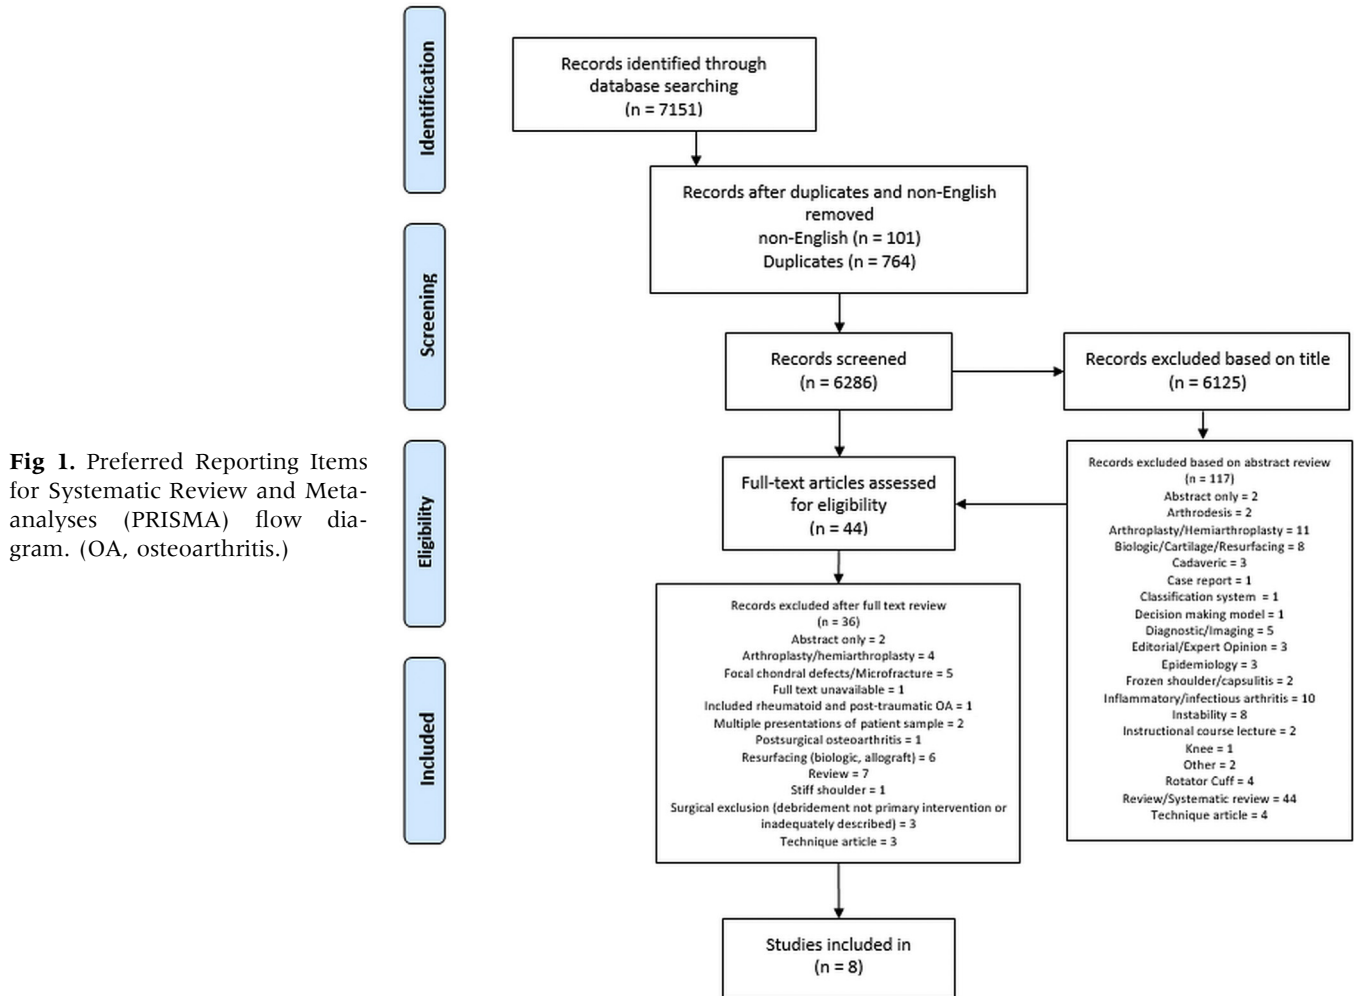 Identification
Screening
Eligibility
Included
Records identified through
database searching
(n = 7151)
Records after duplicates and non-English
removed
non-English (n = 101)
Duplicates (n = 764)
Records screened
(n = 6286)
Records excluded based on title
(n = 6125)
Records excluded based on abstract review
(n = 117)
Abstract only = 2
Arthrodesis = 2
Arthroplasty/Hemiarthroplasty = 11
Biologic/Cartilage/Resurfacing = 8
Cadaveric = 3
Case report = 1
Classification system = 1
Decision making model = 1
Diagnostic/Imaging = 5
Editorial/Expert Opinion = 3
Epidemiology = 3
Frozen shoulder/capsulitis = 2
Inflammatory/infectious arthritis = 10
Instability = 8
Instructional course lecture = 2
Knee = 1
Other = 2
Rotator Cuff = 4
Review/Systematic review = 44
Technique article = 4
Full-text articles assessed
for eligibility
(n = 44)
Records excluded after full text review
(n = 36)
Abstract only = 2
Arthroplasty/hemiarthroplasty = 4
Focal chondral defects/Microfracture = 5
Full text unavailable = 1
Included rheumatoid and post-traumatic OA = 1
Multiple presentations of patient sample = 2
Postsurgical osteoarthritis = 1
Resurfacing (biologic, allograft) = 6
Review = 7
Stiff shoulder = 1
Surgical exclusion (debridement not primary intervention or
inadequately described) = 3
Technique article = 3
Studies included in
(n = 8)
Fig 1. Preferred Reporting Items
for Systematic Review and Meta-
analyses (PRISMA) flow dia-
gram. (OA, osteoarthritis.)